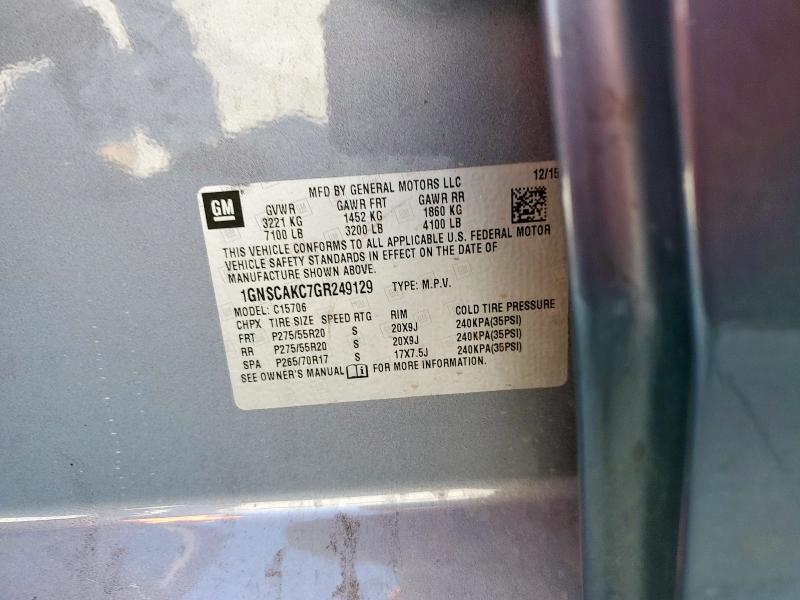 12/15
MFD BY GENERAL MOTORS LLC
GM
GVWR GAWR FRT GAWR RR
3221 KG 1452 KG 1860 KG
7100 LB 3200 LB 4100 LB
THIS VEHICLE CONFORMS TO ALL APPLICABLE U.S. FEDERAL MOTOR
VEHICLE SAFETY STANDARDS IN EFFECT ON THE DATE OF
MANUFACTURE SHOWN ABOVE.
1GNSCAKC7GR249129 TYPE: M.P.V.
MODEL: C15706
CHPX TIRE SIZE SPEED RTG RIM COLD TIRE PRESSURE
FRT P275/55R20 S 20X9J 240KPA(35PSI)
RR P275/55R20 S 20X9J 240KPA(35PSI)
SPA P265/70R17 S 17X7.5J 240KPA(35PSI)
SEE OWNER'S MANUAL FOR MORE INFORMATION.